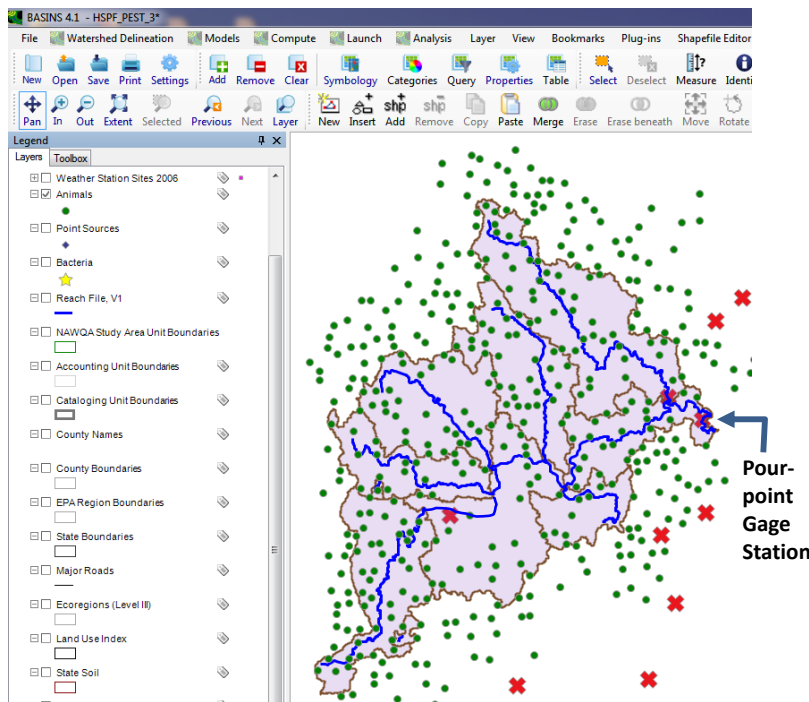 BASINS 4.1 - HSPF_PEST_3*
File Watershed Delineation Models Compute Launch Analysis Layer View Bookmarks Plug-ins Shapefile Editor
New Open Save Print Settings Add Remove Clear Symbology Categories Query Properties Table Select Deselect Measure Identi
Pan In Out Extent Selected Previous Next Layer New Insert Add Remove Copy Paste Merge Erase Erase beneath Move Rotate
Legend
Layers Toolbox
Weather Station Sites 2006
Animals
Point Sources
Bacteria
Reach File, V1
NAWQA Study Area Unit Boundaries
Accounting Unit Boundaries
Cataloging Unit Boundaries
County Names
County Boundaries
EPA Region Boundaries
State Boundaries
Major Roads
Ecoregions (Level III)
Land Use Index
State Soil
Pour-
point
Gage
Station